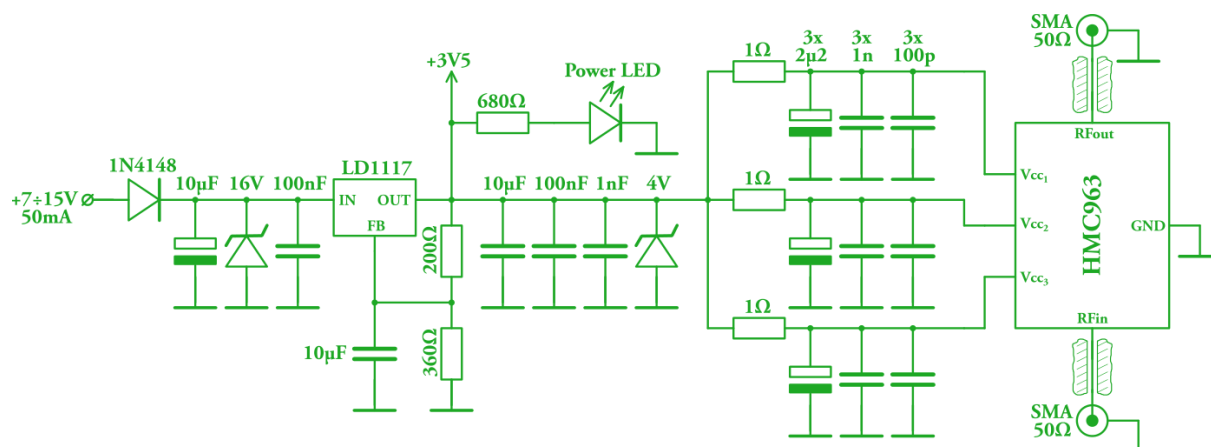 SMA
50Ω
1Ω
3x
2µ2
3x
1n
3x
100p
+3V5
Power LED
680Ω
RFout
1N4148
10µF
16V
100nF
LD1117
+7÷15V
50mA
IN
OUT
FB
10µF
100nF
1nF
4V
1Ω
Vcc1
Vcc2
Vcc3
HMC963
GND
200Ω
1Ω
RFin
10µF
360Ω
SMA
50Ω